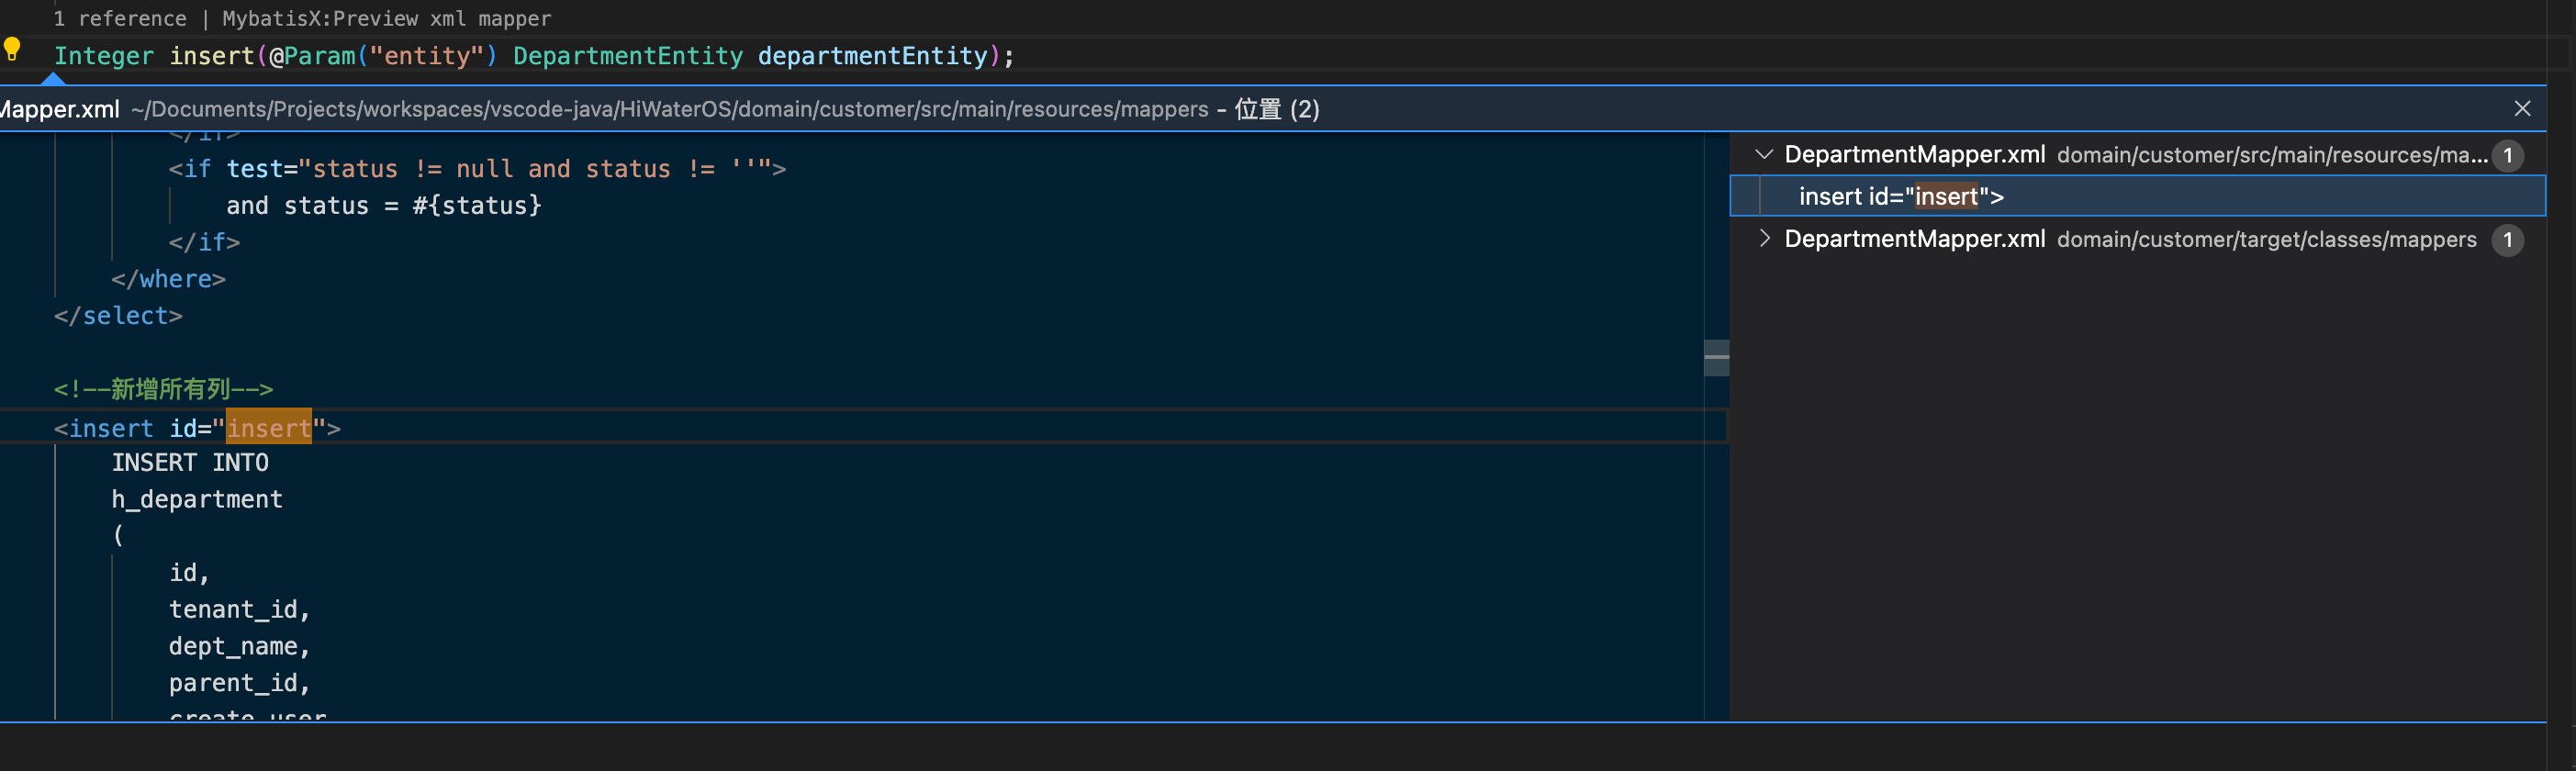 1 reference | MybatisX:Preview xml mapper
Integer insert(@Param("entity") DepartmentEntity departmentEntity);
Mapper.xml ~/Documents/Projects/workspaces/vscode-java/HiWaterOS/domain/customer/src/main/resources/mappers - 位置 (2)
</if>
<if test="status != null and status != ''">
and status = #{status}
</if>
</where>
</select>
<!--新增所有列-->
<insert id="insert">
INSERT INTO
h_department
(
id,
tenant_id,
dept_name,
parent_id,
create_user
DepartmentMapper.xml domain/customer/src/main/resources/ma... 1
insert id="insert">
DepartmentMapper.xml domain/customer/target/classes/mappers 1